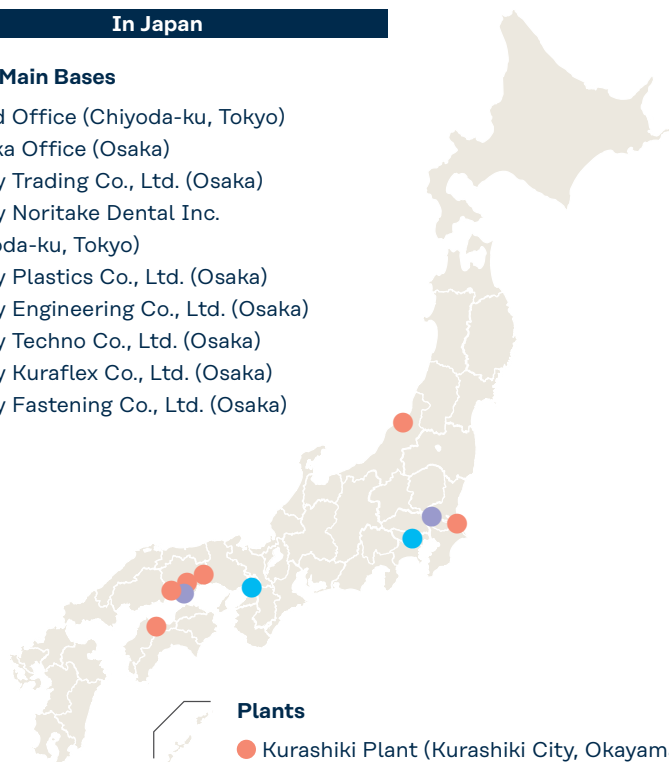 In Japan
Main Bases
d Office (Chiyoda-ku, Tokyo)
ka Office (Osaka)
y Trading Co., Ltd. (Osaka)
y Noritake Dental Inc.
oda-ku, Tokyo)
y Plastics Co., Ltd. (Osaka)
y Engineering Co., Ltd. (Osaka)
y Techno Co., Ltd. (Osaka)
y Kuraflex Co., Ltd. (Osaka)
y Fastening Co., Ltd. (Osaka)
Plants
Kurashiki Plant (Kurashiki City, Okayam